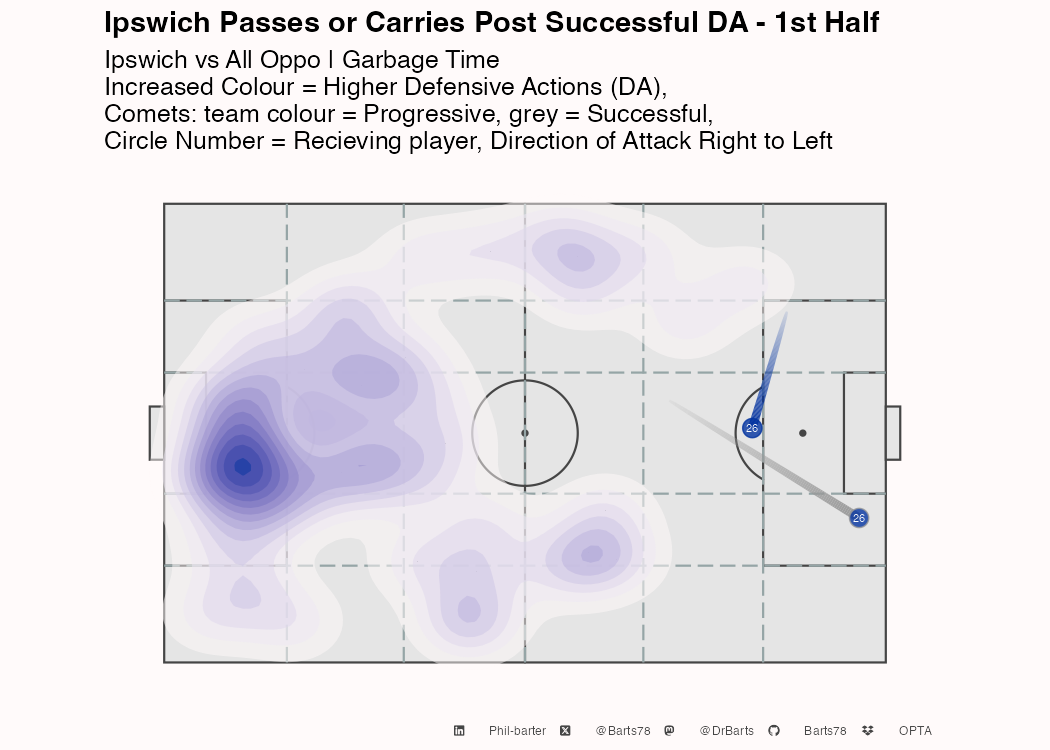 Ipswich Passes or Carries Post Successful DA - 1st Half
Ipswich vs All Oppo | Garbage Time
Increased Colour = Higher Defensive Actions (DA),
Comets: team colour = Progressive, grey = Successful,
Circle Number = Recieving player, Direction of Attack Right to Left
26
26
Phil-barter @Barts78 @DrBarts Barts78 OPTA